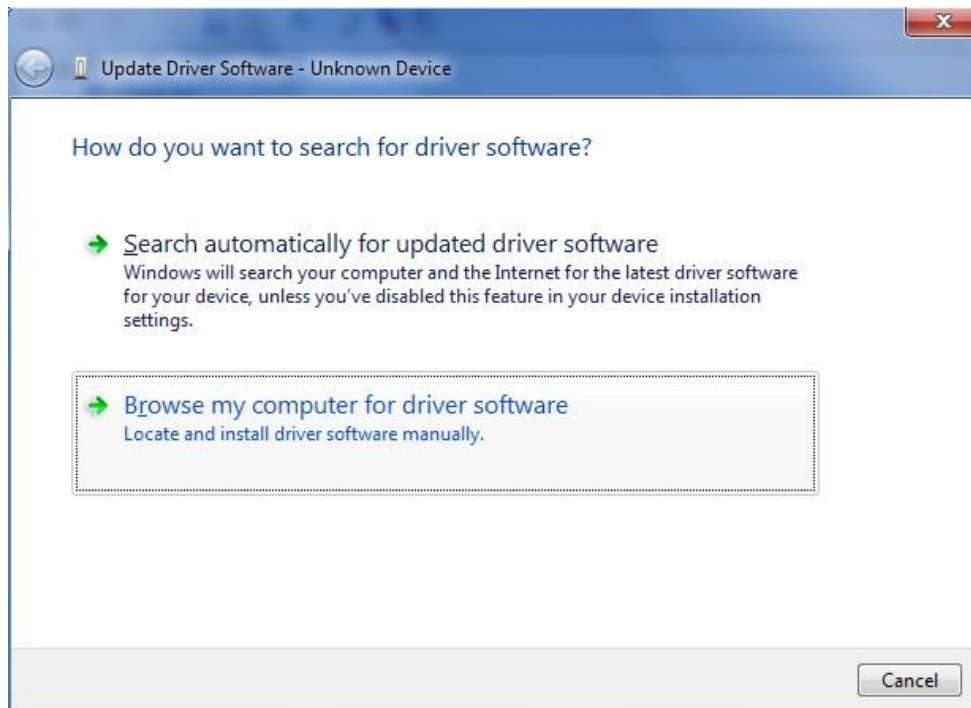 Update Driver Software - Unknown Device
How do you want to search for driver software?
Search automatically for updated driver software
Windows will search your computer and the Internet for the latest driver software
for your device, unless you've disabled this feature in your device installation
settings.
Browse my computer for driver software
Locate and install driver software manually.
Cancel